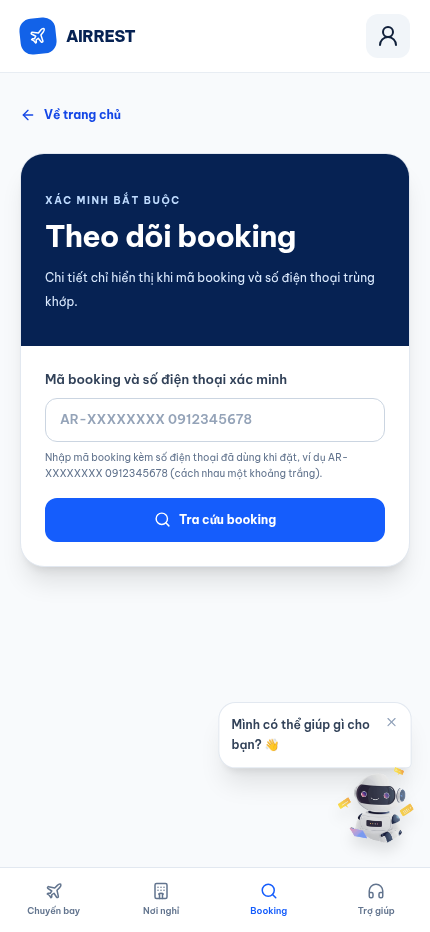 AIRREST
Về trang chủ
XÁC MINH BẮT BUỘC
Theo dõi booking
Chi tiết chỉ hiển thị khi mã booking và số điện thoại trùng
khớp.
Mã booking và số điện thoại xác minh
AR-XXXXXXXX 0912345678
Nhập mã booking kèm số điện thoại đã dùng khi đặt, ví dụ AR-
XXXXXXXX 0912345678 (cách nhau một khoảng trắng).
Tra cứu booking
Mình có thể giúp gì cho
bạn? 👋
Chuyến bay
Nơi nghỉ
Booking
Trợ giúp